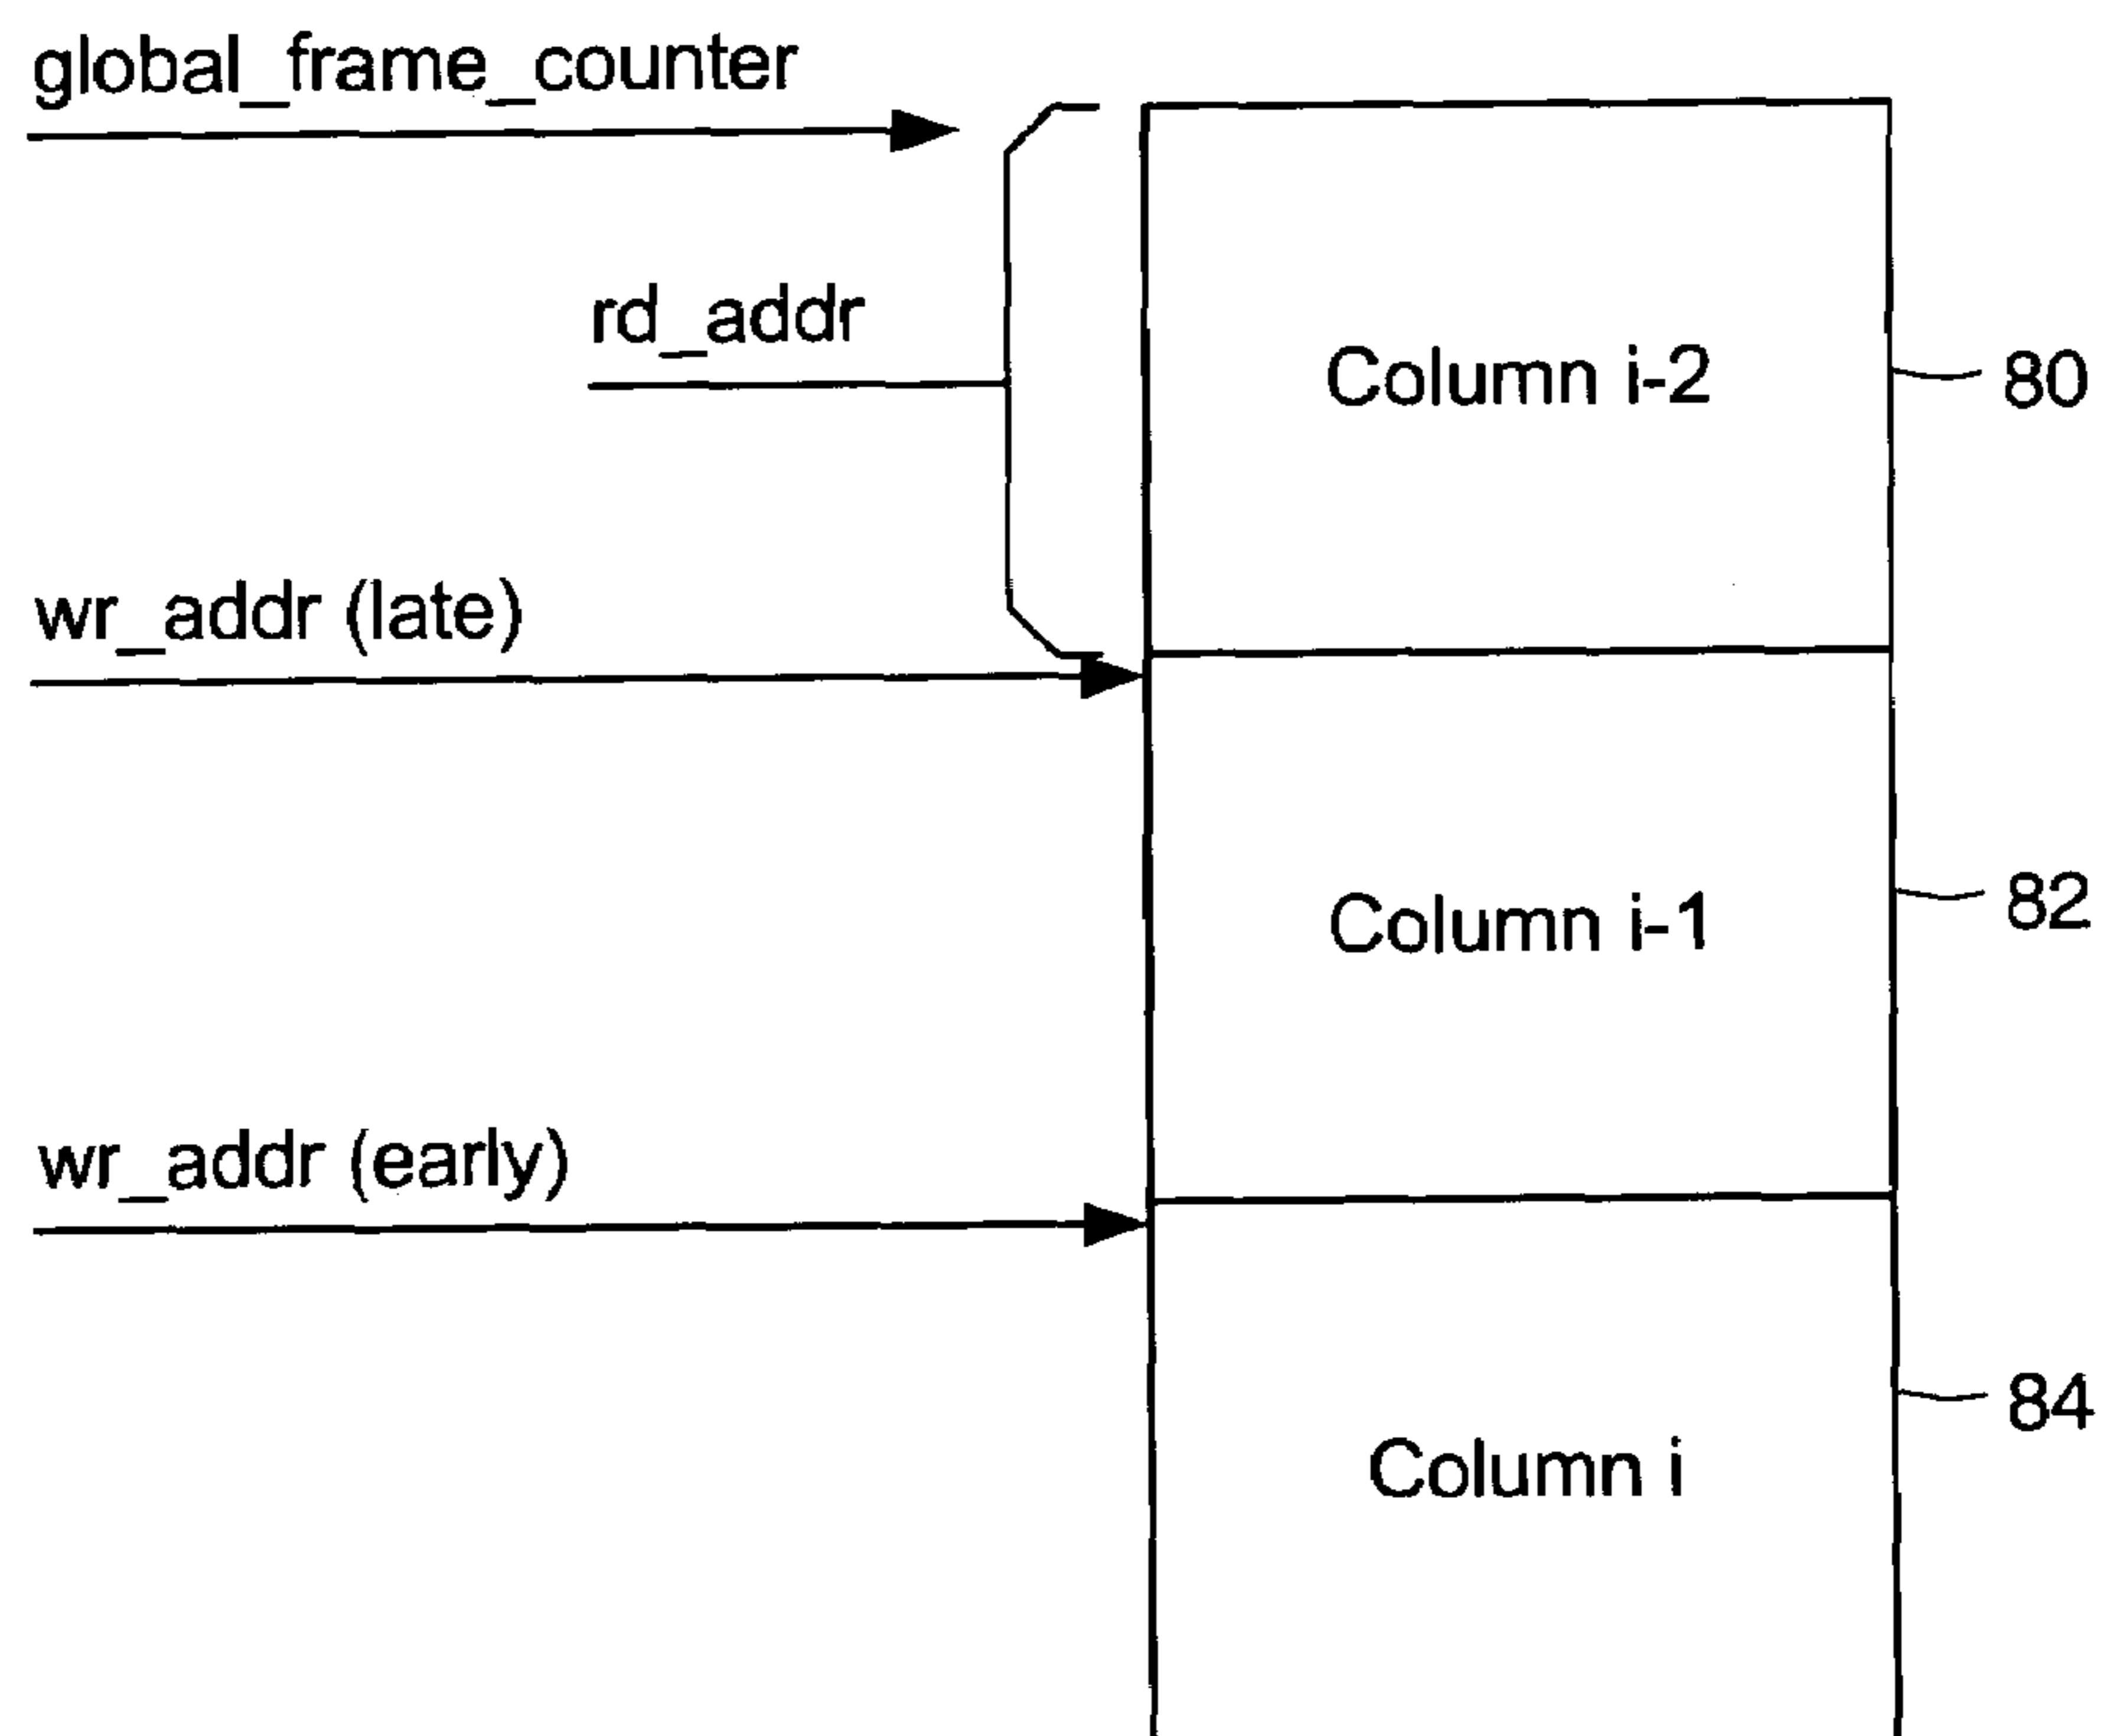 global_frame_counter
rd_addr
Column i-2
80
wr_addr (late)
Column i-1
82
wr_addr (early)
Column i
84